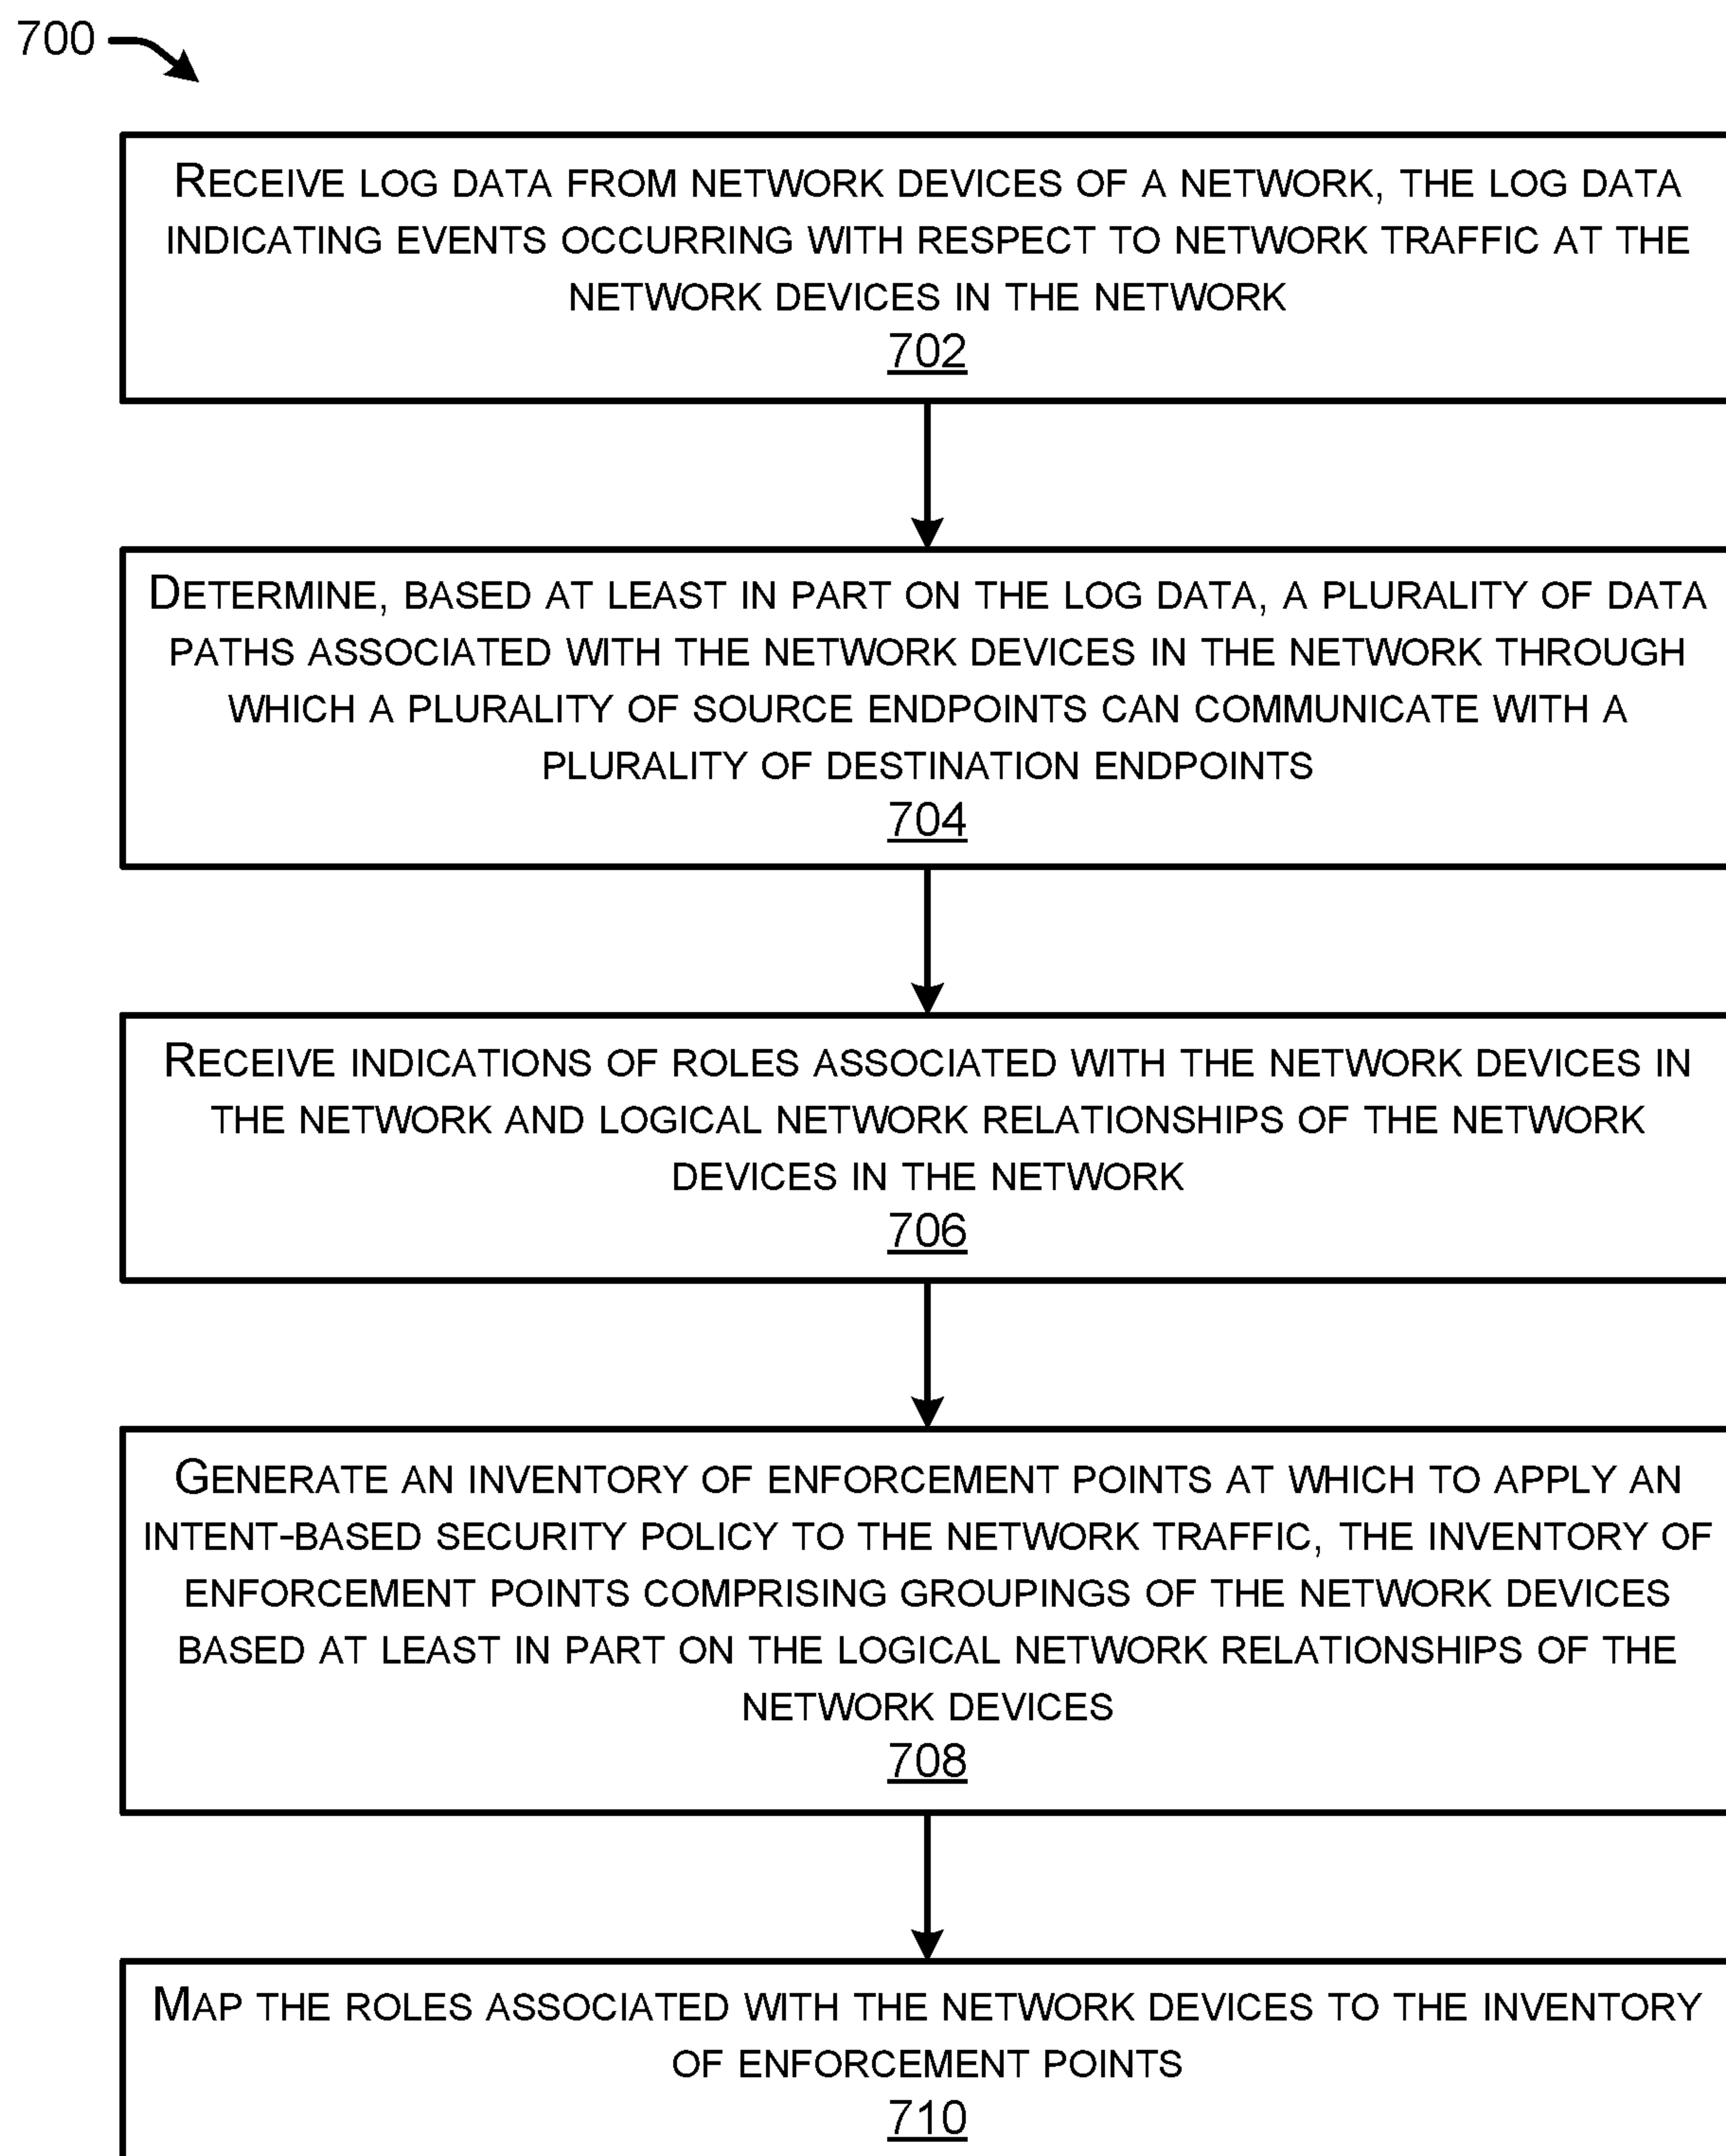 700
RECEIVE LOG DATA FROM NETWORK DEVICES OF A NETWORK, THE LOG DATA
INDICATING EVENTS OCCURRING WITH RESPECT TO NETWORK TRAFFIC AT THE
NETWORK DEVICES IN THE NETWORK
702
DETERMINE, BASED AT LEAST IN PART ON THE LOG DATA, A PLURALITY OF DATA
PATHS ASSOCIATED WITH THE NETWORK DEVICES IN THE NETWORK THROUGH
WHICH A PLURALITY OF SOURCE ENDPOINTS CAN COMMUNICATE WITH A
PLURALITY OF DESTINATION ENDPOINTS
704
RECEIVE INDICATIONS OF ROLES ASSOCIATED WITH THE NETWORK DEVICES IN
THE NETWORK AND LOGICAL NETWORK RELATIONSHIPS OF THE NETWORK
DEVICES IN THE NETWORK
706
GENERATE AN INVENTORY OF ENFORCEMENT POINTS AT WHICH TO APPLY AN
INTENT-BASED SECURITY POLICY TO THE NETWORK TRAFFIC, THE INVENTORY OF
ENFORCEMENT POINTS COMPRISING GROUPINGS OF THE NETWORK DEVICES
BASED AT LEAST IN PART ON THE LOGICAL NETWORK RELATIONSHIPS OF THE
NETWORK DEVICES
708
MAP THE ROLES ASSOCIATED WITH THE NETWORK DEVICES TO THE INVENTORY
OF ENFORCEMENT POINTS
710